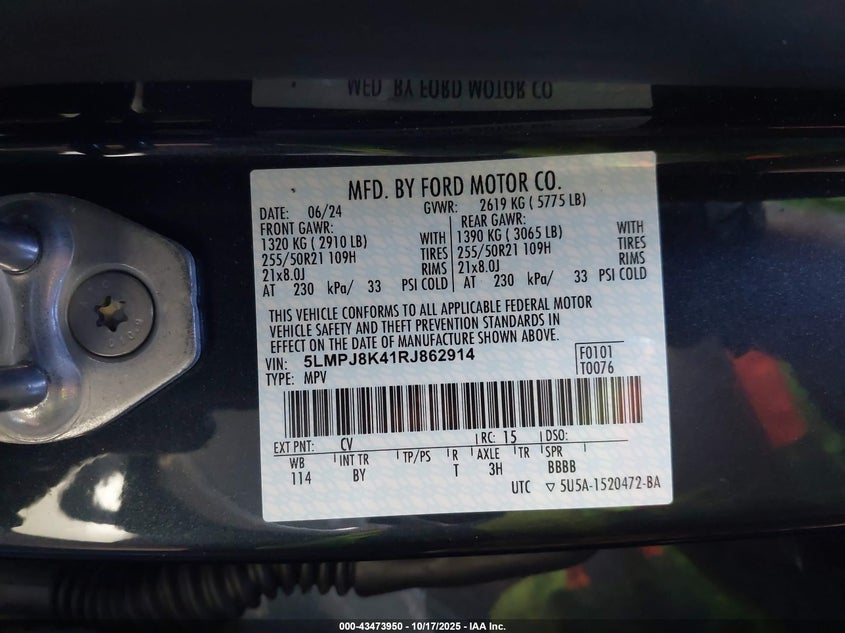 MFD. BY FORD MOTOR CO.
MFD. BY FORD MOTOR CO.
DATE: 06/24 GVWR: 2619 KG ( 5775 LB)
FRONT GAWR: REAR GAWR:
1320 KG ( 2910 LB) WITH 1390 KG ( 3065 LB) WITH
255/50R21 109H TIRES 255/50R21 109H TIRES
21x8.0J RIMS 21x8.0J RIMS
AT 230 kPa/ 33 PSI COLD AT 230 kPa/ 33 PSI COLD
THIS VEHICLE CONFORMS TO ALL APPLICABLE FEDERAL MOTOR
VEHICLE SAFETY AND THEFT PREVENTION STANDARDS IN
EFFECT ON THE DATE OF MANUFACTURE SHOWN ABOVE.
VIN: 5LMPJ8K41RJ862914 F0101
TYPE: MPV T0076
EXT PNT: CV RC: 15 DSO:
WB INT TR TP/PS R AXLE TR SPR
114 BY T 3H BBBB
UTC ▽ 5U5A-1520472-BA
000-43473950 - 10/17/2025 - IAA Inc.